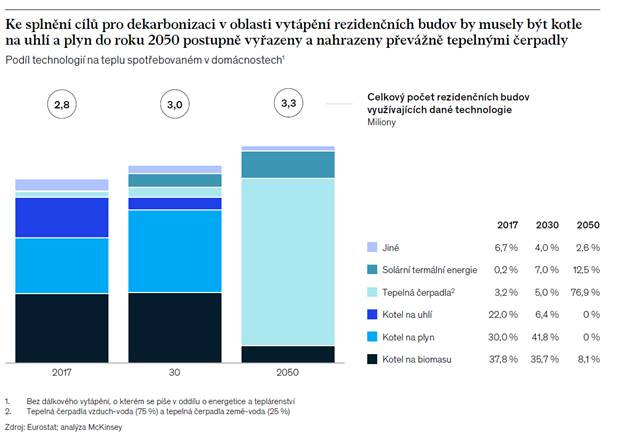 Ke splnění cílů pro dekarbonizaci v oblasti vytápění rezidenčních budov by musely být kotle
na uhlí a plyn do roku 2050 postupně vyřazeny a nahrazeny převážně tepelnými čerpadly
Podíl technologií na teplu spotřebovaném v domácnostech¹
2,8
3,0
3,3
Celkový počet rezidenčních budov
využívajících dané technologie
Miliony
2017 2030 2050
Jiné 6,7 % 4,0 % 2,6 %
Solární termální energie 0,2 % 7,0 % 12,5 %
Tepelná čerpadla² 3,2 % 5,0 % 76,9 %
Kotel na uhlí 22,0 % 6,4 % 0 %
Kotel na plyn 30,0 % 41,8 % 0 %
Kotel na biomasu 37,8 % 35,7 % 8,1 %
2017 30 2050
1. Bez dálkového vytápění, o kterém se píše v oddílu o energetice a teplárenství
2. Tepelná čerpadla vzduch-voda (75 %) a tepelná čerpadla země-voda (25 %)
Zdroj: Eurostat; analýza McKinsey